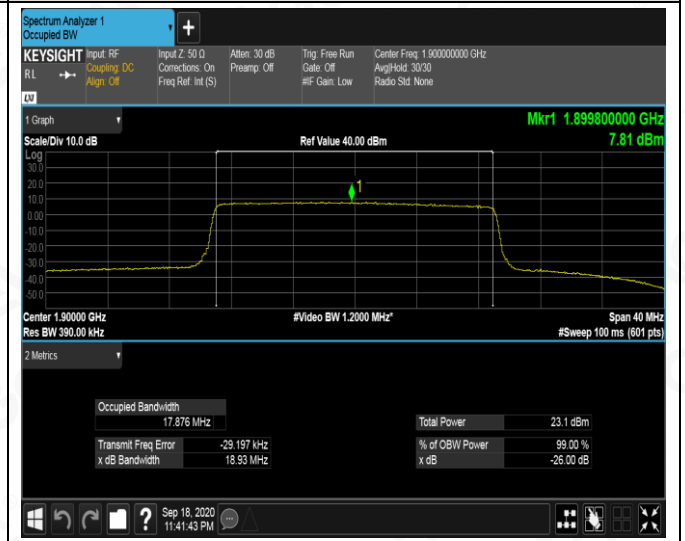 Spectrum Analyzer 1
Occupied BW
+
KEYSIGHT Input: RF Input Z: 50 Ω Atten: 30 dB Trig: Free Run Center Freq: 1.900000000 GHz
RL Coupling: DC Corrections: On Preamp: Off Gate: Off Avg|Hold: 30/30
Align: Off Freq Ref: Int (S) #IF Gain: Low Radio Std: None
LXI
1 Graph Mkr1 1.899800000 GHz
Scale/Div 10.0 dB Ref Value 40.00 dBm 7.81 dBm
Log
30.0
20.0
1
10.0
0.00
-10.0
-20.0
-30.0
-40.0
-50.0
Center 1.90000 GHz #Video BW 1.2000 MHz* Span 40 MHz
Res BW 390.00 kHz #Sweep 100 ms (601 pts)
2 Metrics
Occupied Bandwidth
17.876 MHz Total Power 23.1 dBm
Transmit Freq Error -29.197 kHz % of OBW Power 99.00 %
x dB Bandwidth 18.93 MHz x dB -26.00 dB
? Sep 18, 2020
11:41:43 PM